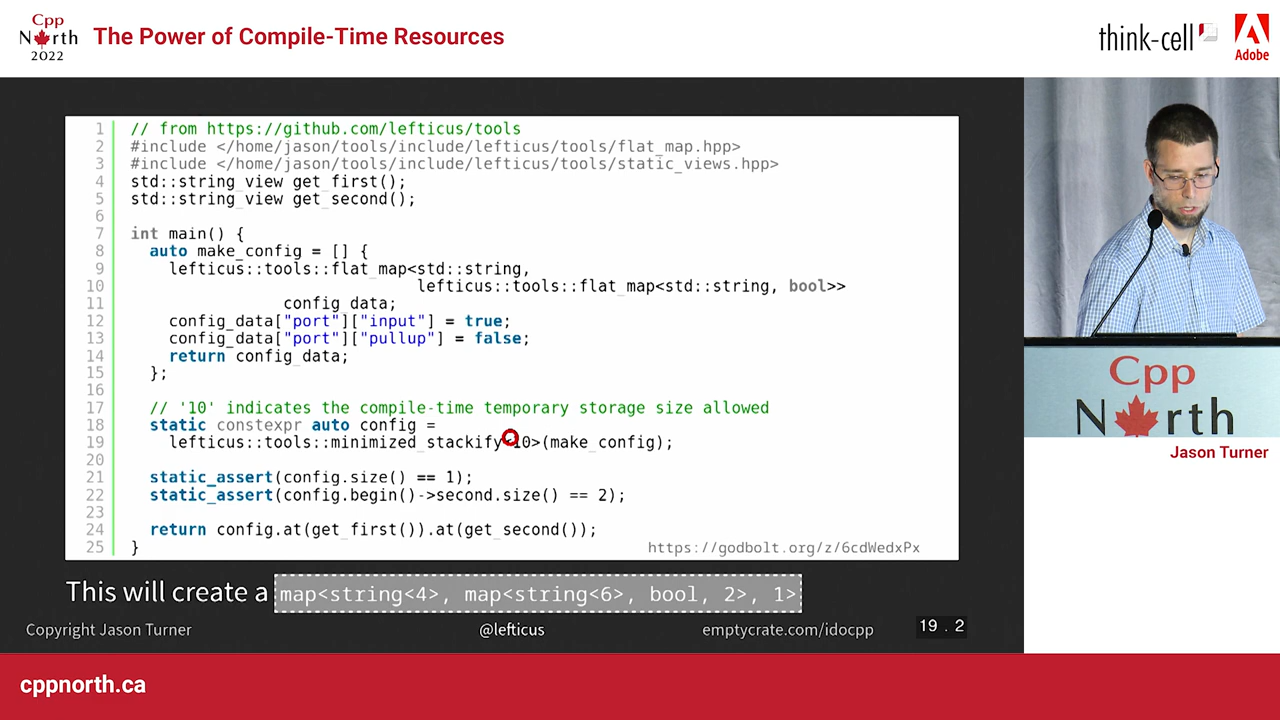 Cpp
North
2022
The Power of Compile-Time Resources
think-cell
Adobe
1 // from https://github.com/lefticus/tools
2 #include </home/jason/tools/include/lefticus/tools/flat_map.hpp>
3 #include </home/jason/tools/include/lefticus/tools/static_views.hpp>
4 std::string_view get_first();
5 std::string_view get_second();
6
7 int main() {
8 auto make_config = [] {
9 lefticus::tools::flat_map<std::string,
10 lefticus::tools::flat_map<std::string, bool>>
11 config_data;
12 config_data["port"]["input"] = true;
13 config_data["port"]["pullup"] = false;
14 return config_data;
15 };
16
17 // '10' indicates the compile-time temporary storage size allowed
18 static constexpr auto config =
19 lefticus::tools::minimized_stackify<10>(make_config);
20
21 static_assert(config.size() == 1);
22 static_assert(config.begin()->second.size() == 2);
23
24 return config.at(get_first()).at(get_second());
25 }
https://godbolt.org/z/6cdWedxPx
This will create a map<string<4>, map<string<6>, bool, 2>, 1>
Copyright Jason Turner
@lefticus
emptycrate.com/idocpp
19 . 2
Cpp
North
Jason Turner
cppnorth.ca